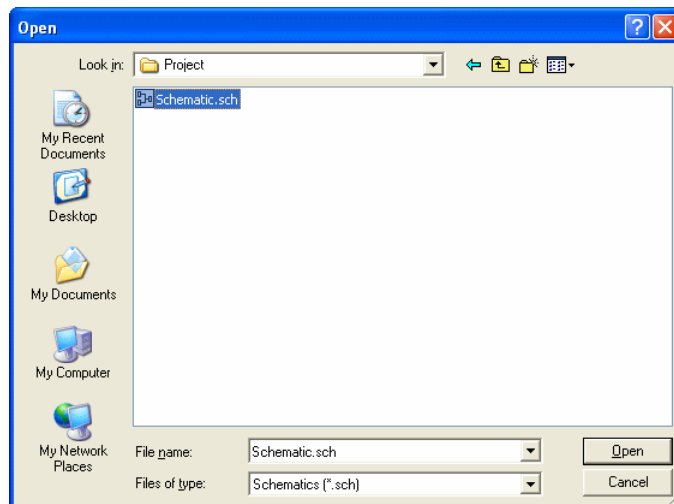 Open
Look in: Project
Schematic.sch
My Recent
Documents
Desktop
My Documents
My Computer
My Network
Places
File name: Schematic.sch Open
Files of type: Schematics (*.sch) Cancel